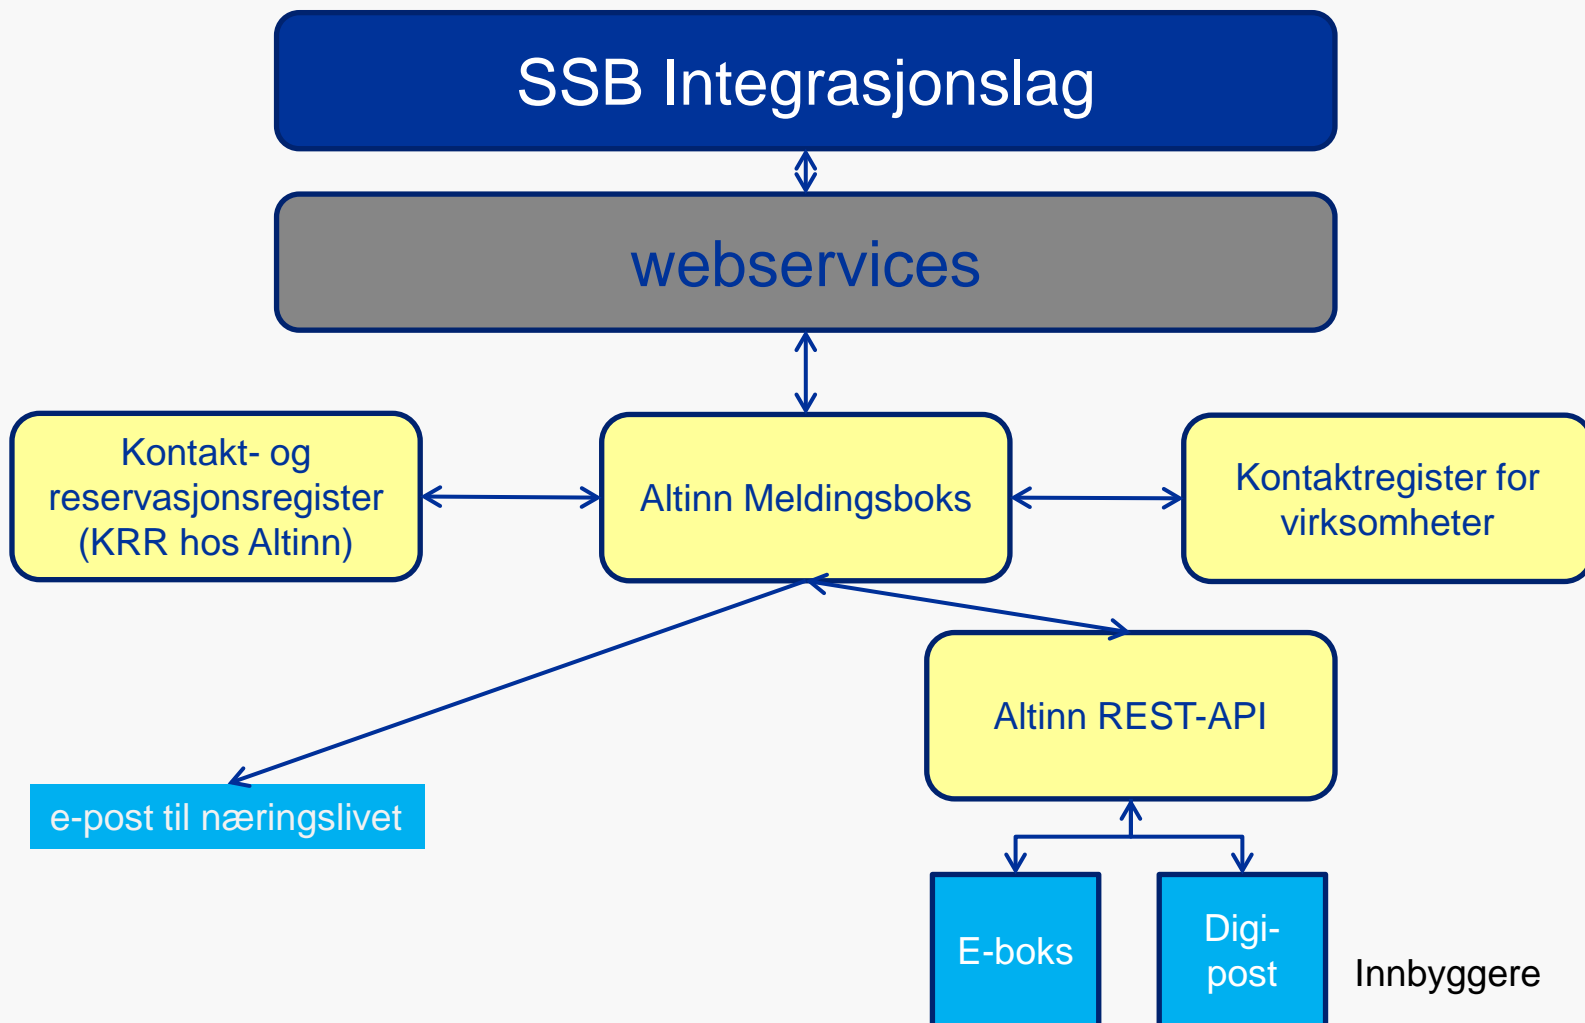 SSB Integrasjonslag
webservices
Kontakt- og
reservasjonsregister
(KRR hos Altinn)
Altinn Meldingsboks
Kontaktregister for
virksomheter
Altinn REST-API
e-post til næringslivet
E-boks
Digi-
post
Innbyggere